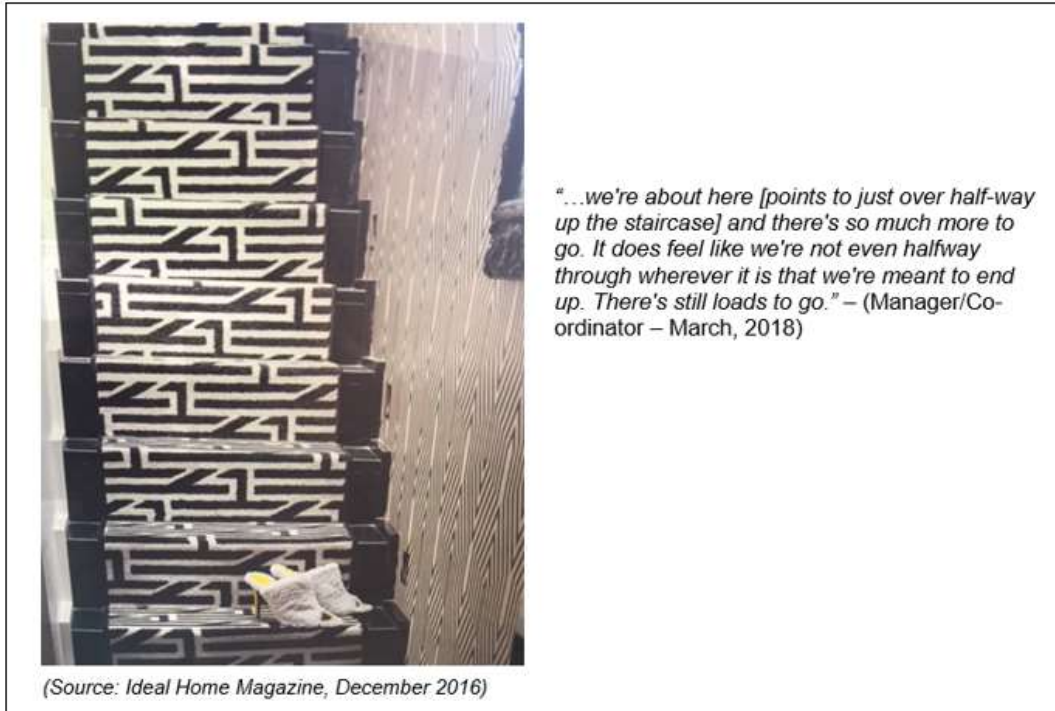 “…we're about here [points to just over half-way
up the staircase] and there's so much more to
go. It does feel like we're not even halfway
through wherever it is that we're meant to end
up. There's still loads to go.” – (Manager/Co-
ordinator – March, 2018)
(Source: Ideal Home Magazine, December 2016)